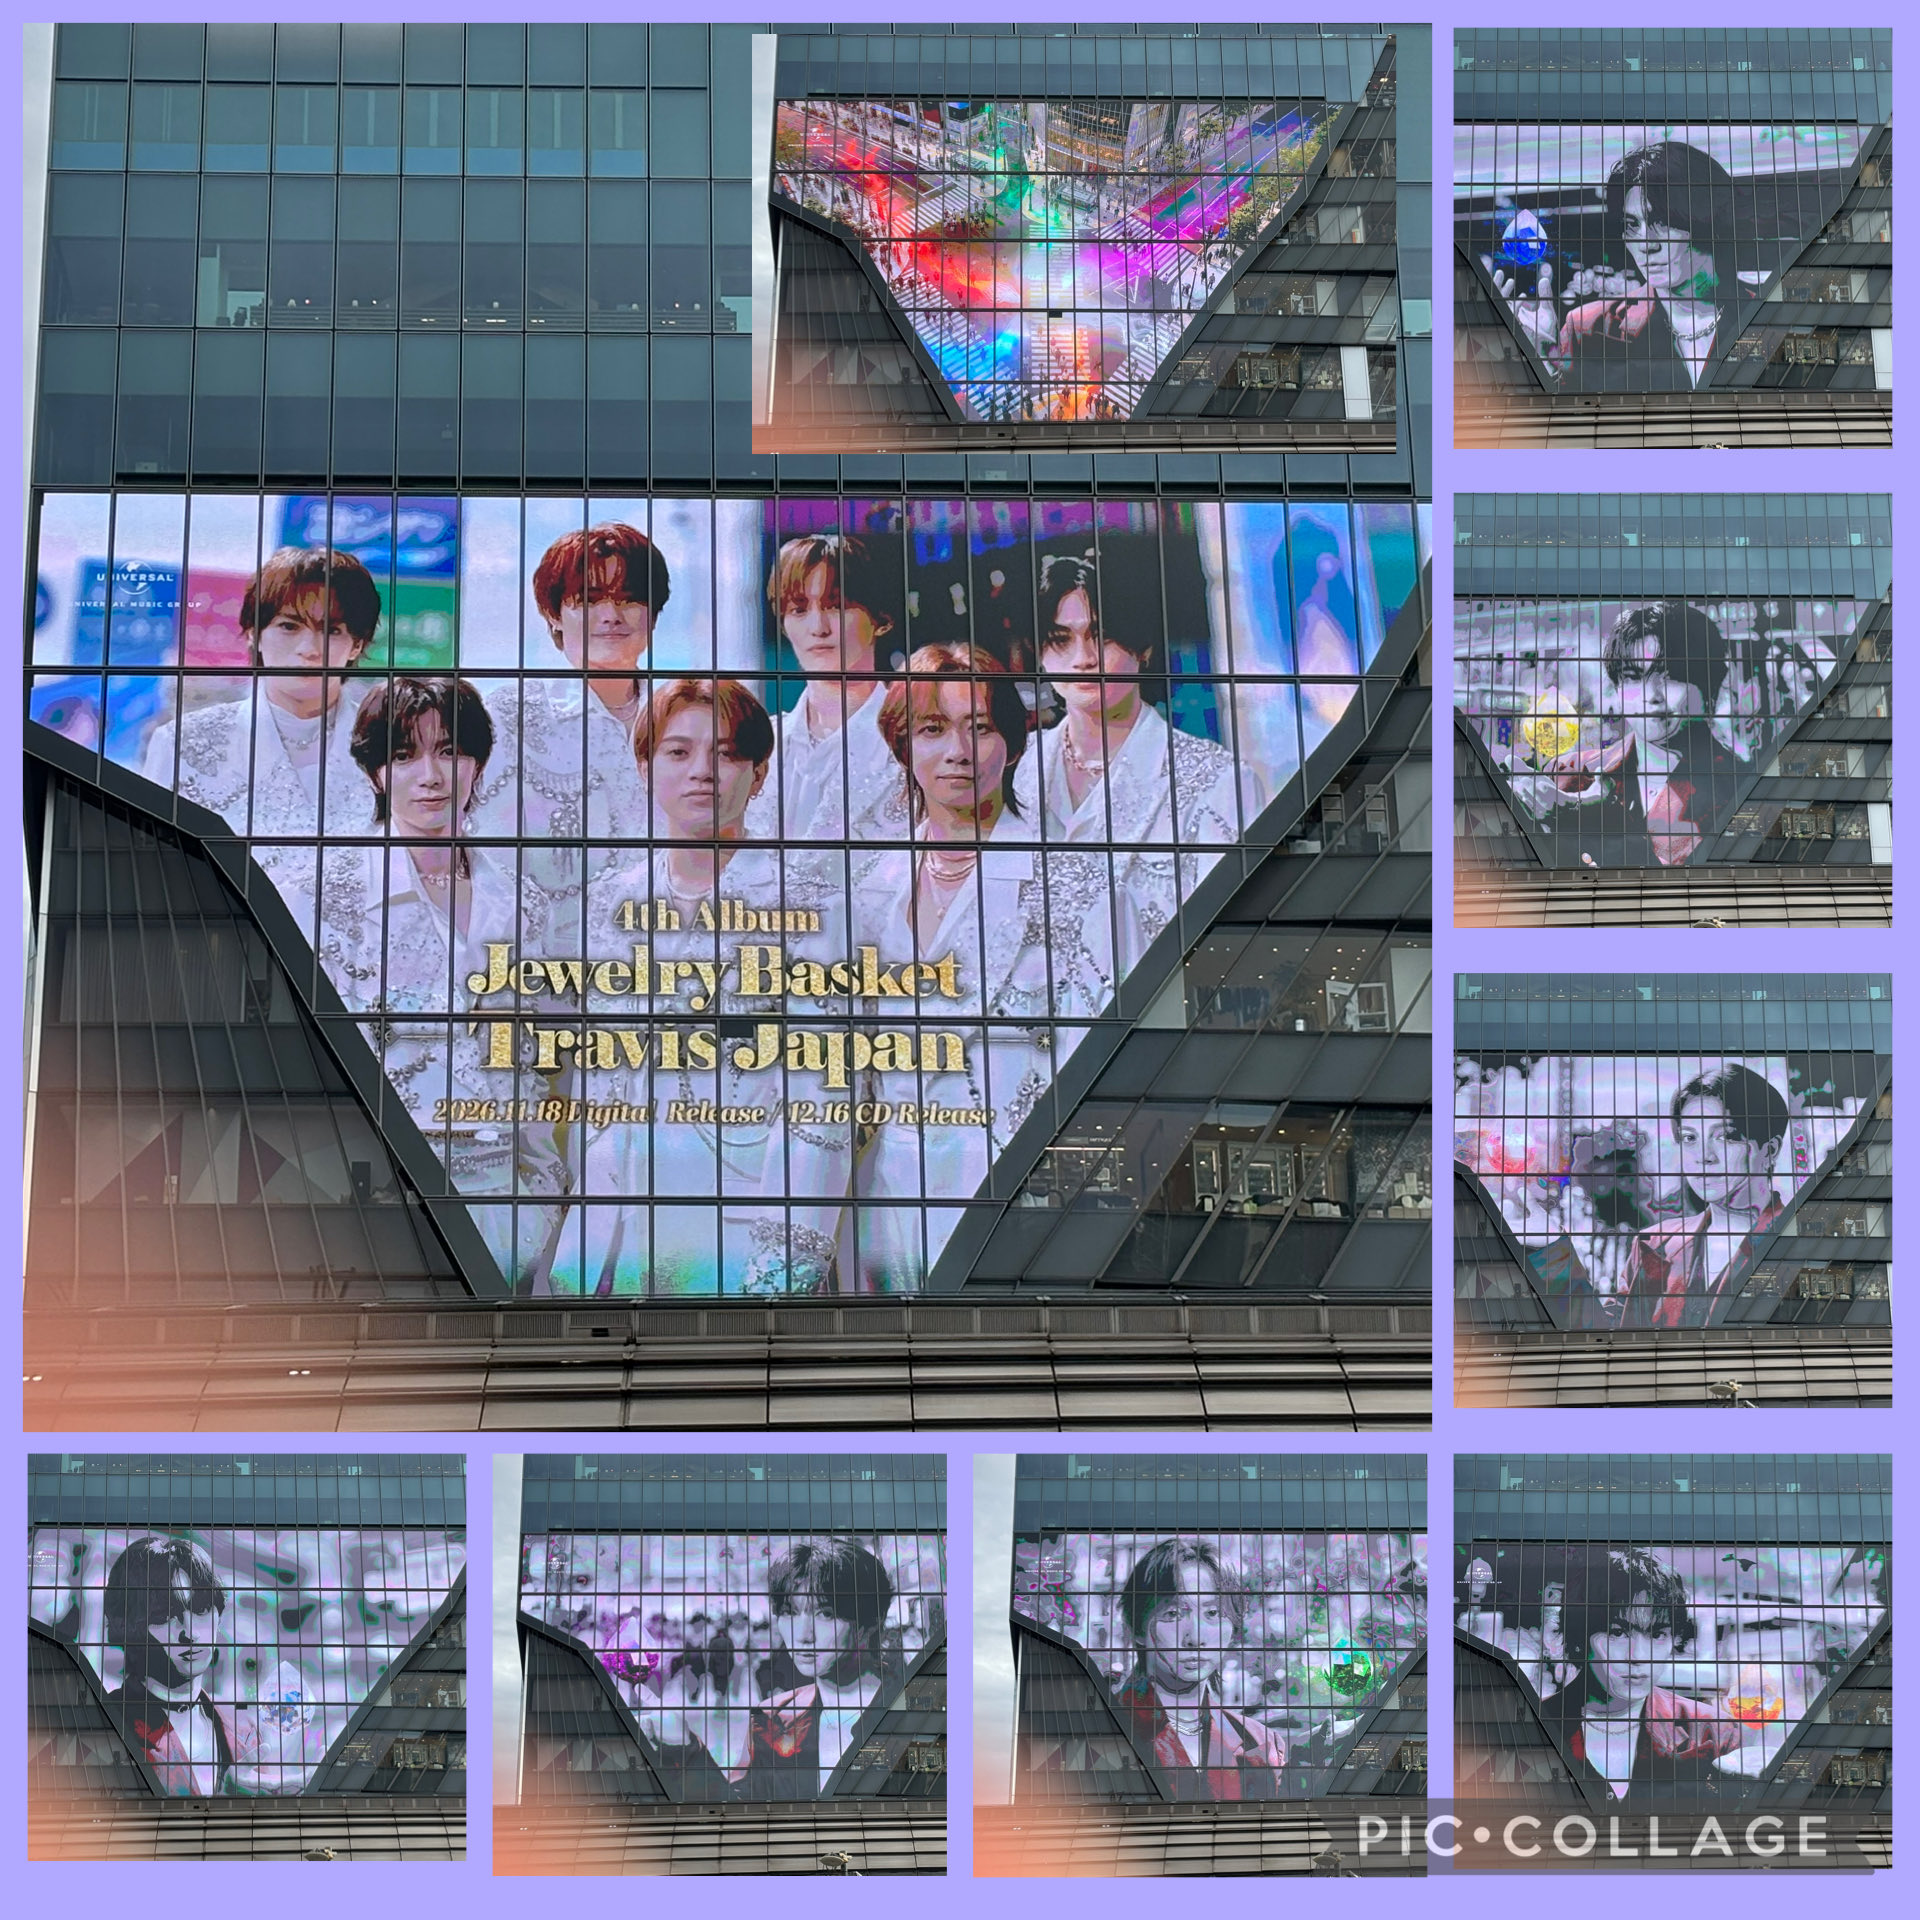 UNIVERSAL
UNIVERSAL MUSIC GROUP
4th Album
Jewelry Basket
Travis Japan
2026.11.18 Digital Release / 12.16 CD Release
PIC•COLLAGE